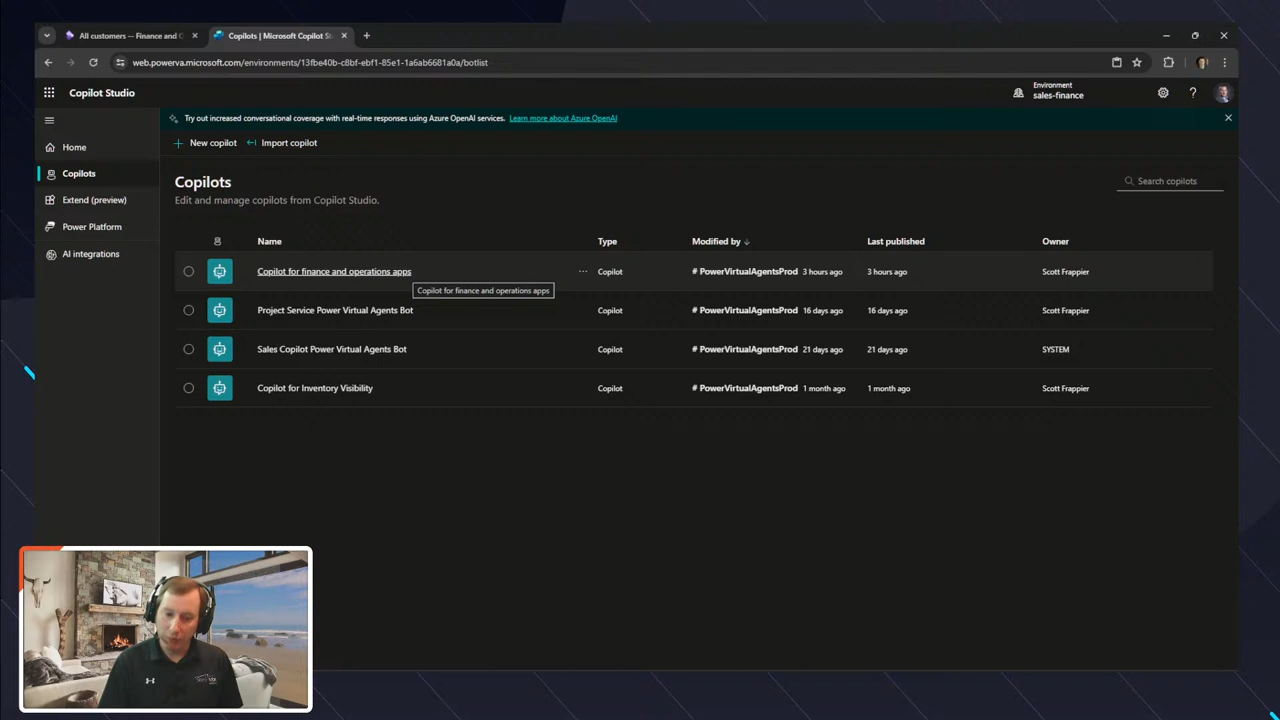 All customers -- Finance and O
Copilots | Microsoft Copilot St
web.powerva.microsoft.com/environments/13fbe40b-c8bf-ebf1-85e1-1a6ab6681a0a/botlist
Copilot Studio
Environment
sales-finance
Try out increased conversational coverage with real-time responses using Azure OpenAI services. Learn more about Azure OpenAI
Home
Copilots
Extend (preview)
Power Platform
AI integrations
New copilot
Import copilot
Copilots
Edit and manage copilots from Copilot Studio.
Search copilots
Name Type Modified by Last published Owner
Copilot for finance and operations apps ... Copilot # PowerVirtualAgentsProd 3 hours ago 3 hours ago Scott Frappier
Copilot for finance and operations apps
Project Service Power Virtual Agents Bot Copilot # PowerVirtualAgentsProd 16 days ago 16 days ago Scott Frappier
Sales Copilot Power Virtual Agents Bot Copilot # PowerVirtualAgentsProd 21 days ago 21 days ago SYSTEM
Copilot for Inventory Visibility Copilot # PowerVirtualAgentsProd 1 month ago 1 month ago Scott Frappier